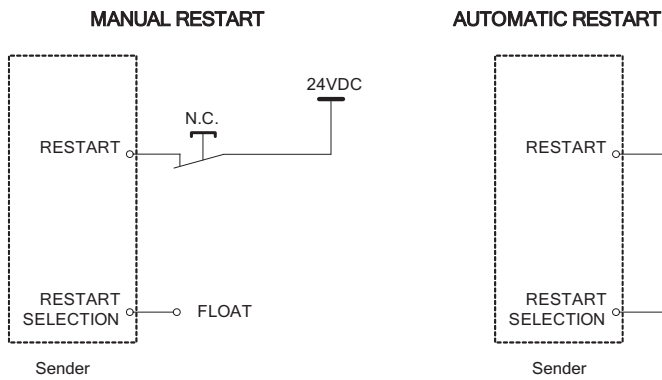 MANUAL RESTART
24VDC
N.C.
RESTART
RESTART
SELECTION
FLOAT
Sender
AUTOMATIC RESTART
RESTART
RESTART
SELECTION
Sender